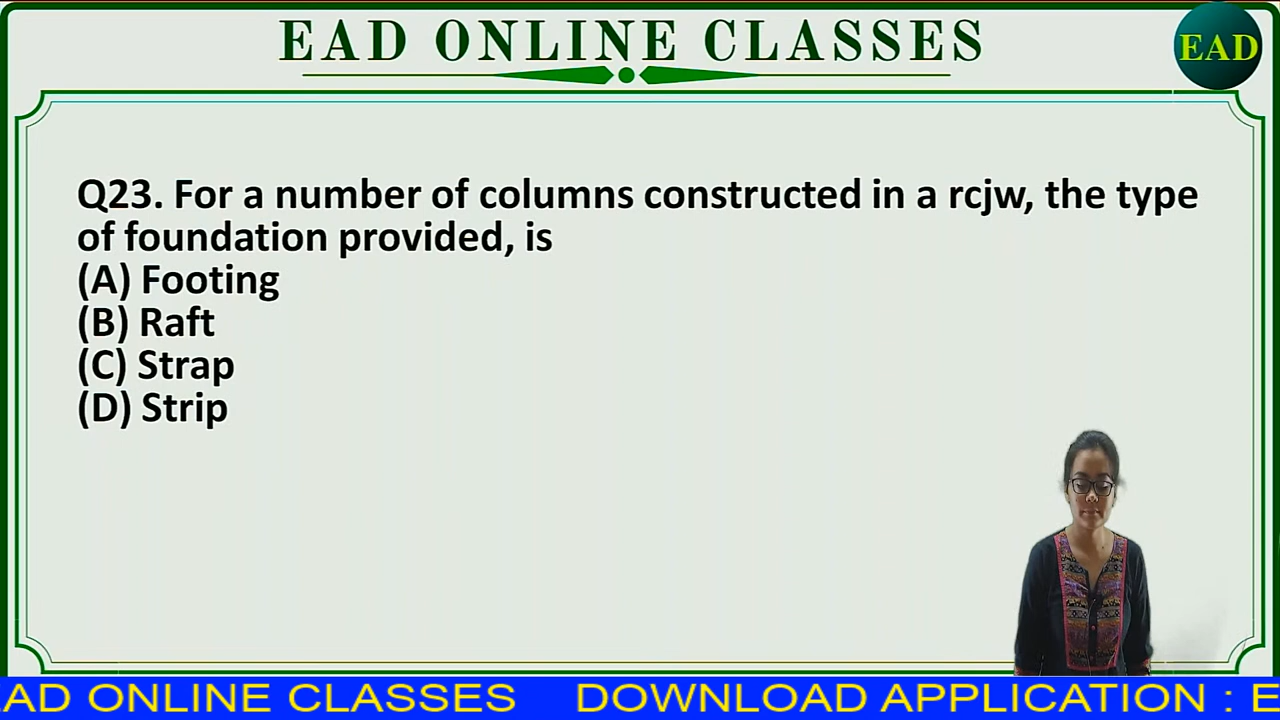 EAD ONLINE CLASSES
EAD
Q23. For a number of columns constructed in a rcjw, the type
of foundation provided, is
(A) Footing
(B) Raft
(C) Strap
(D) Strip
AD ONLINE CLASSES DOWNLOAD APPLICATION : E